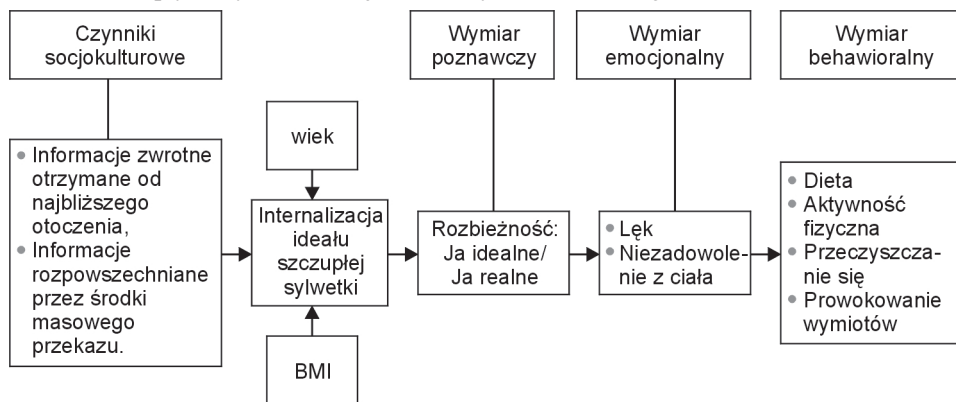 Czynniki
socjokulturowe
Wymiar
poznawczy
Wymiar
emocjonalny
Wymiar
behawioralny
wiek
• Informacje zwrotne
otrzymane od
najbliższego
otoczenia,
• Informacje
rozpowszechniane
przez środki
masowego
przekazu.
Internalizacja
ideału
szczupłej
sylwetki
BMI
Rozbieżność:
Ja idealne/
Ja realne
• Lęk
• Niezadowole-
nie z ciała
• Dieta
• Aktywność
fizyczna
• Przeczyszcza-
nie się
• Prowokowanie
wymiotów